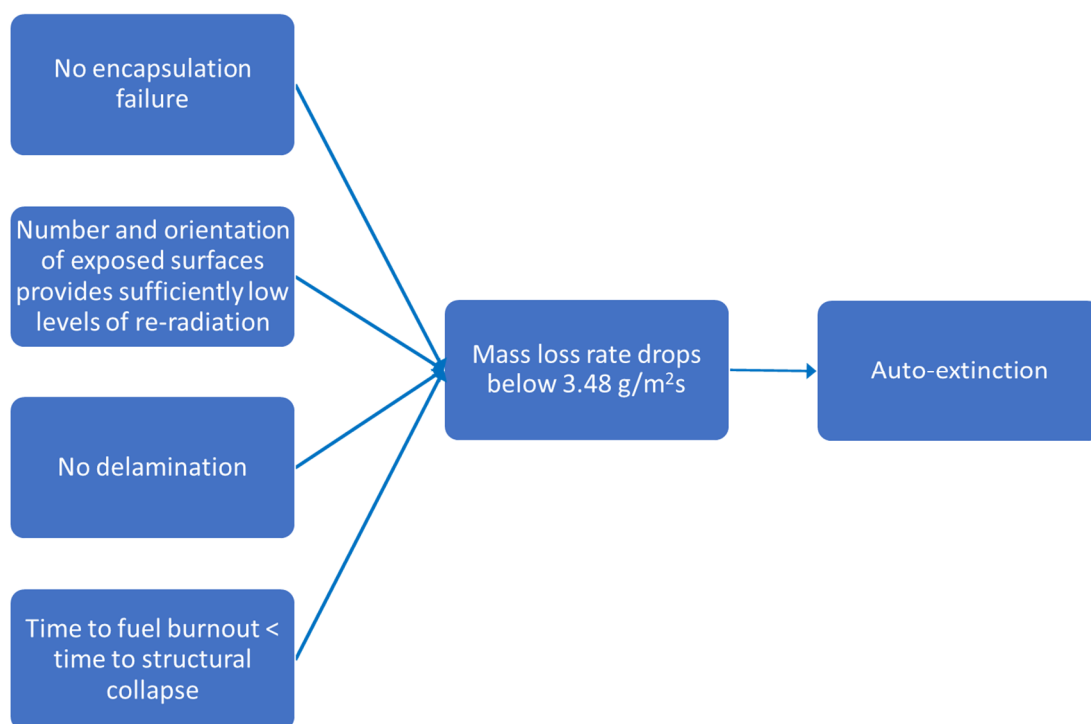 No encapsulation
failure
Number and orientation
of exposed surfaces
provides sufficiently low
levels of re-radiation
No delamination
Time to fuel burnout <
time to structural
collapse
Mass loss rate drops
below 3.48 g/m²s
Auto-extinction